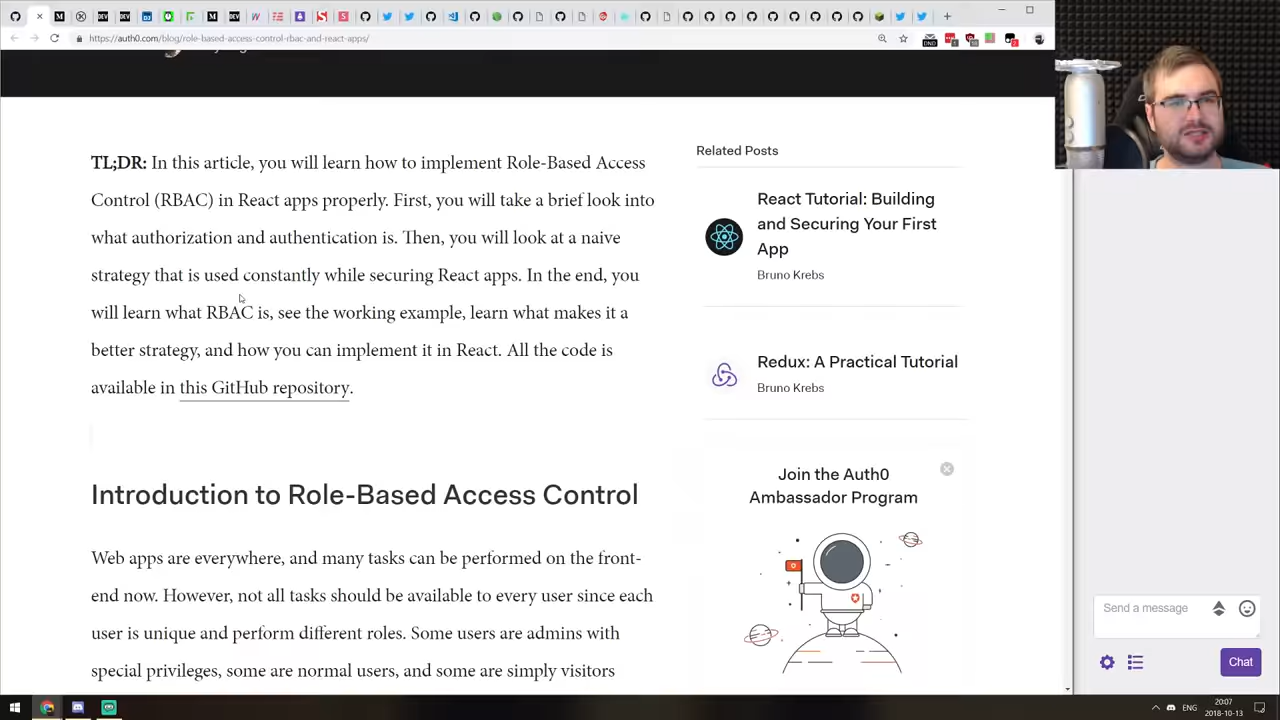 https://auth0.com/blog/role-based-access-control-rbac-and-react-apps/
TL;DR: In this article, you will learn how to implement Role-Based Access
Control (RBAC) in React apps properly. First, you will take a brief look into
what authorization and authentication is. Then, you will look at a naive
strategy that is used constantly while securing React apps. In the end, you
will learn what RBAC is, see the working example, learn what makes it a
better strategy, and how you can implement it in React. All the code is
available in this GitHub repository.
Introduction to Role-Based Access Control
Web apps are everywhere, and many tasks can be performed on the front-
end now. However, not all tasks should be available to every user since each
user is unique and perform different roles. Some users are admins with
special privileges, some are normal users, and some are simply visitors
Related Posts
React Tutorial: Building
and Securing Your First
App
Bruno Krebs
Redux: A Practical Tutorial
Bruno Krebs
Join the Auth0
Ambassador Program
Send a message
Chat
ENG
20:07
2018-10-13